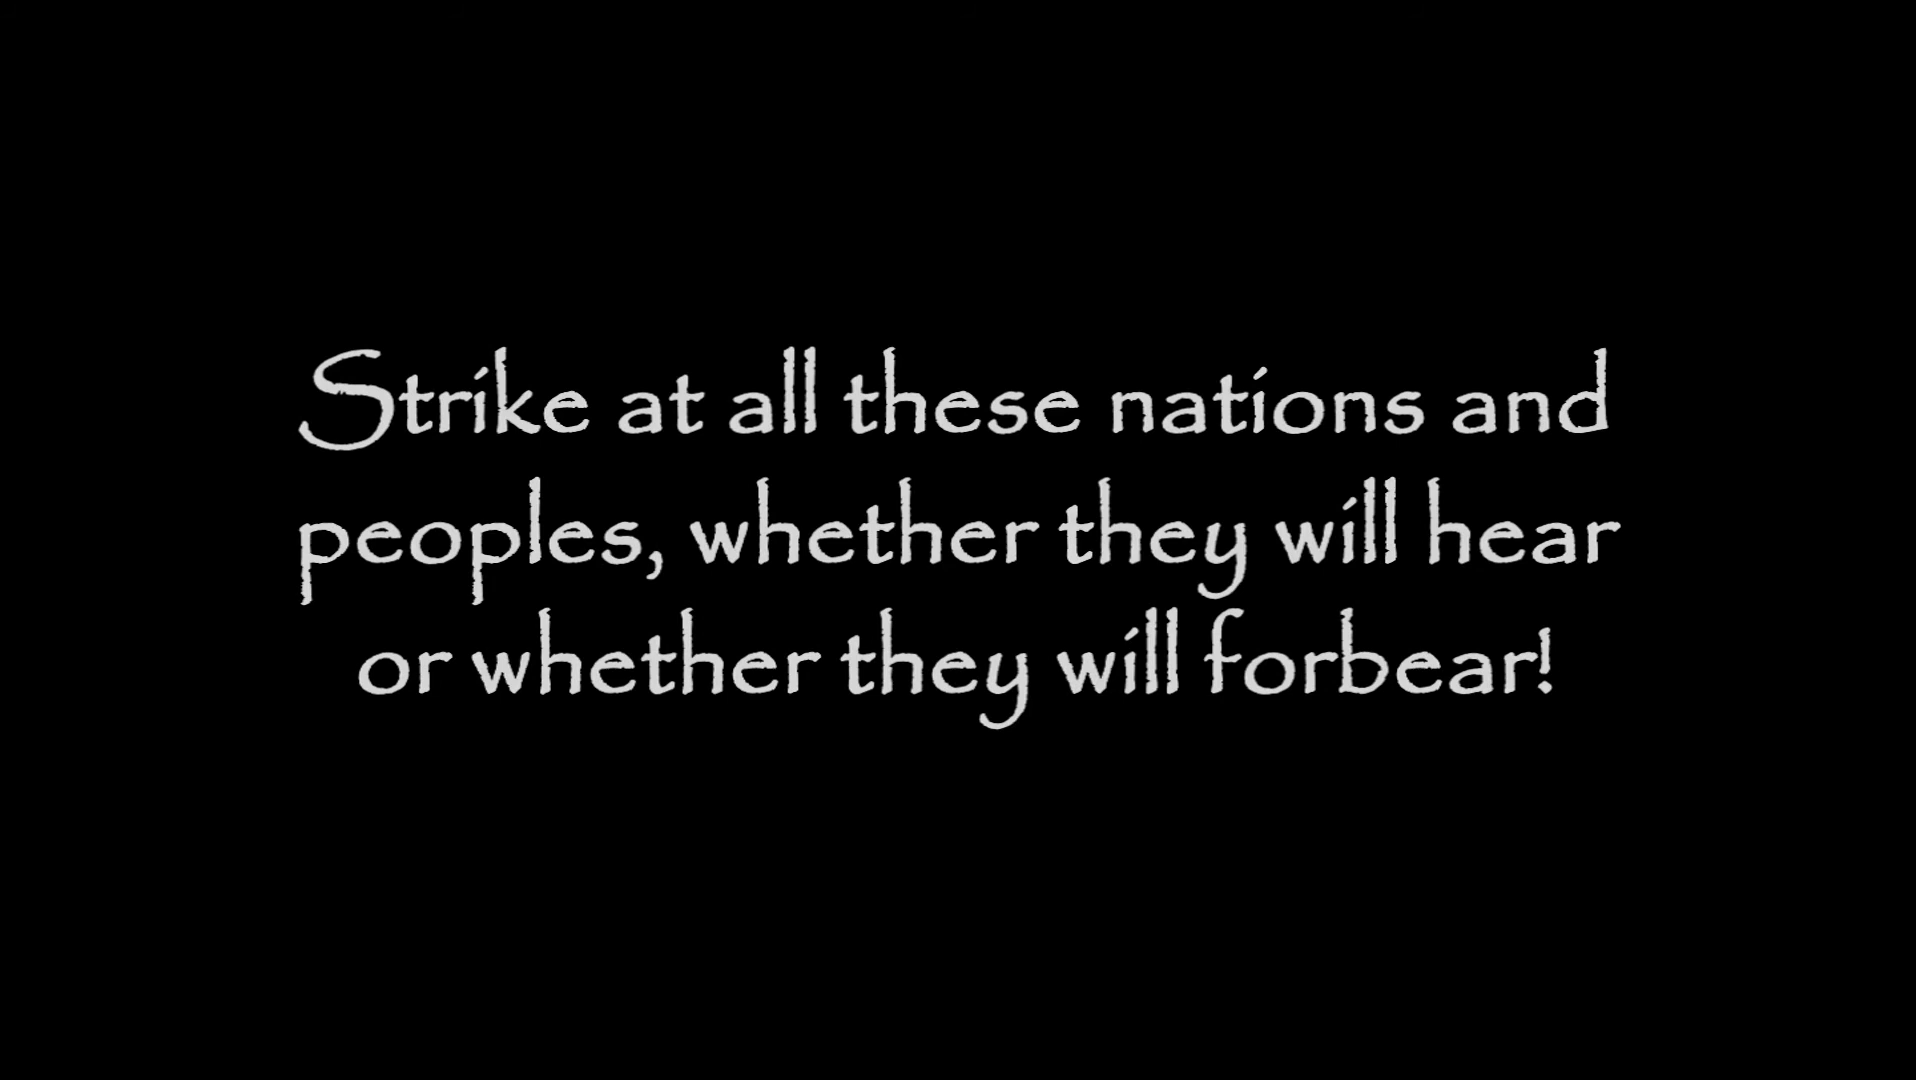 Strike at all these nations and
peoples, whether they will hear
or whether they will forbear!